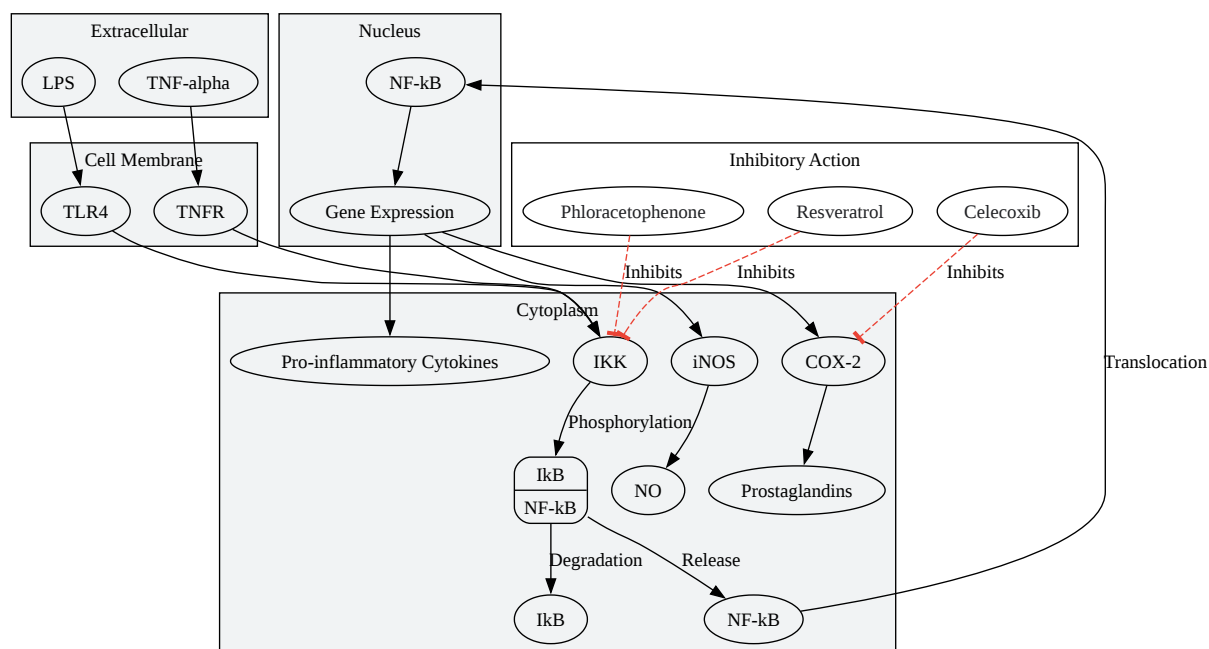 Extracellular
Nucleus
LPS
TNF-alpha
NF-kB
Cell Membrane
Inhibitory Action
TLR4
TNFR
Gene Expression
Phloracetophenone
Resveratrol
Celecoxib
Inhibits
Inhibits
Inhibits
Cytoplasm
Pro-inflammatory Cytokines
IKK
iNOS
COX-2
Translocation
Phosphorylation
IkB
NF-kB
NO
Prostaglandins
Degradation
Release
IkB
NF-kB